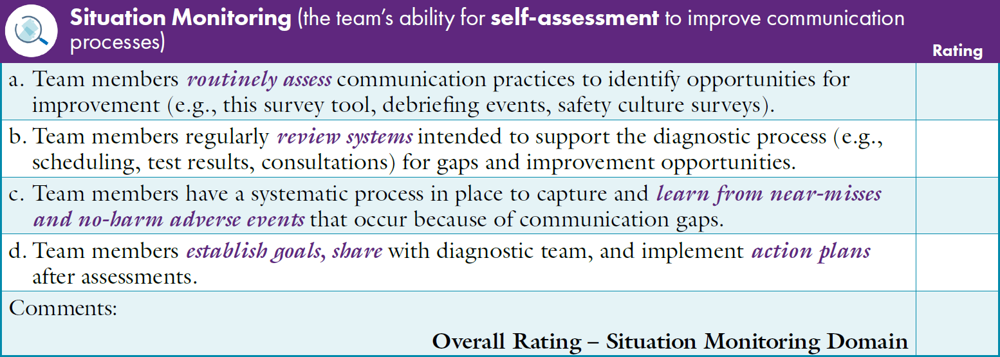 Situation Monitoring (the team’s ability for self-assessment to improve communication
processes)
Rating
a. Team members routinely assess communication practices to identify opportunities for
improvement (e.g., this survey tool, debriefing events, safety culture surveys).
b. Team members regularly review systems intended to support the diagnostic process (e.g.,
scheduling, test results, consultations) for gaps and improvement opportunities.
c. Team members have a systematic process in place to capture and learn from near-misses
and no-harm adverse events that occur because of communication gaps.
d. Team members establish goals, share with diagnostic team, and implement action plans
after assessments.
Comments:
Overall Rating – Situation Monitoring Domain